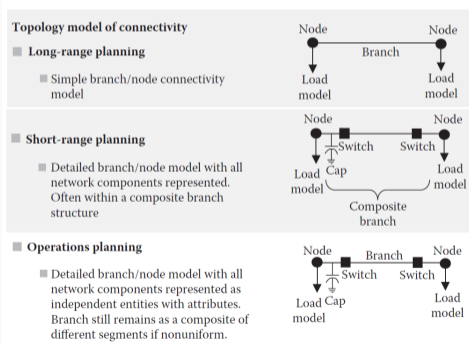 Topology model of connectivity
Long-range planning
Simple branch/node connectivity
model
Node
Node
Branch
Load
model
Load
model
Short-range planning
Detailed branch/node model with all
network components represented.
Often within a composite branch
structure
Node
Node
Switch
Switch
Load
model
Cap
Load
model
Composite
branch
Operations planning
Detailed branch/node model with all
network components represented as
independent entities with attributes.
Branch still remains as a composite of
different segments if nonuniform.
Node
Branch
Node
Switch
Switch
Load
model
Cap
Load
model